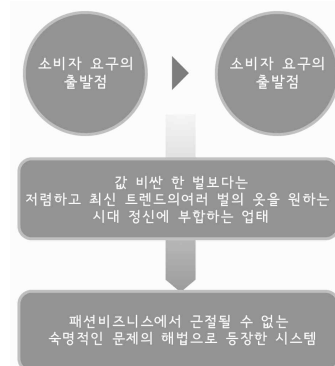 소비자 요구의
출발점
소비자 요구의
출발점
값 비싼 한 벌보다는
저렴하고 최신 트렌드의여러 벌의 옷을 원하는
시대 정신에 부합하는 업태
패션비즈니스에서 근절될 수 없는
숙명적인 문제의 해법으로 등장한 시스템